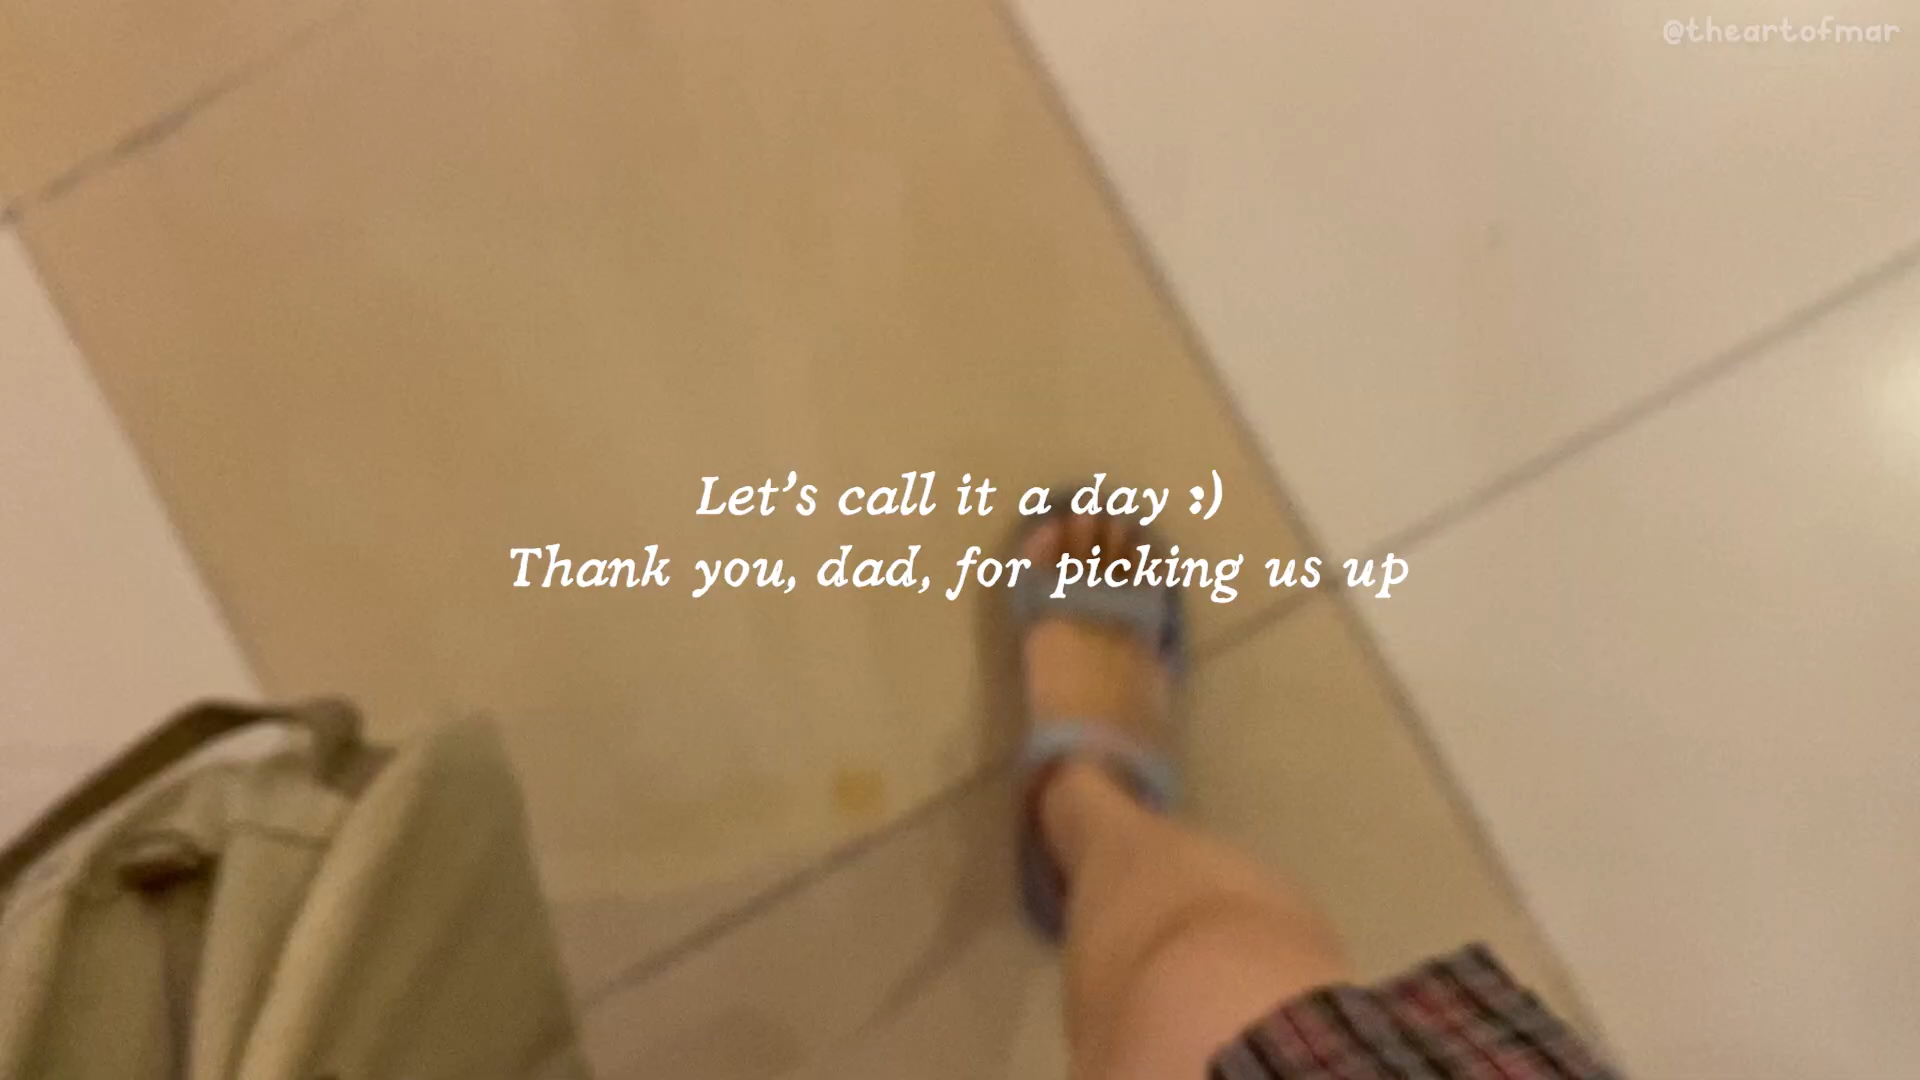 @theartofmar
Let's call it a day :)
Thank you, dad, for picking us up